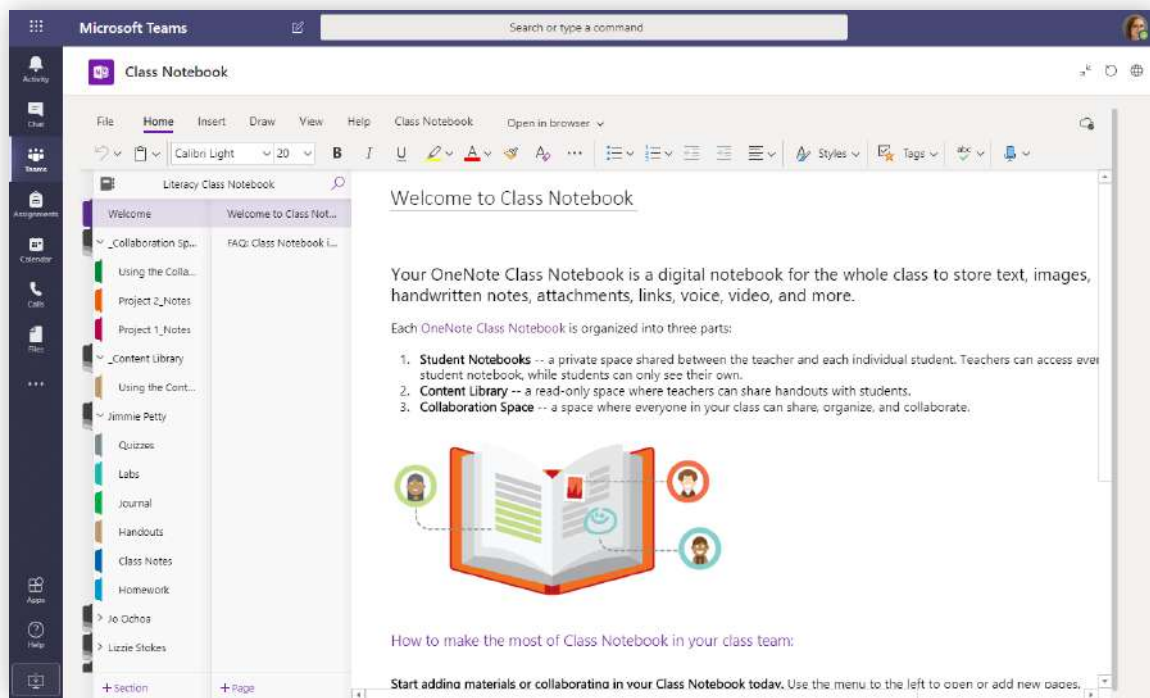 Microsoft Teams
Search or type a command
Activity
Chat
Teams
Assignments
Calendar
Calls
Files
Apps
Help
Class Notebook
File Home Insert Draw View Help Class Notebook Open in browser
Calibri Light 20 B I U A A ... Styles Tags abc
Literacy Class Notebook
Welcome
_Collaboration Sp...
Using the Colla...
Project 2_Notes
Project 1_Notes
_Content Library
Using the Cont...
Jimmie Petty
Quizzes
Labs
Journal
Handouts
Class Notes
Homework
Jo Ochoa
Lizzie Stokes
+ Section
Welcome to Class Not...
FAQ: Class Notebook i...
+ Page
Welcome to Class Notebook
Your OneNote Class Notebook is a digital notebook for the whole class to store text, images,
handwritten notes, attachments, links, voice, video, and more.
Each OneNote Class Notebook is organized into three parts:
1. Student Notebooks -- a private space shared between the teacher and each individual student. Teachers can access ever
student notebook, while students can only see their own.
2. Content Library -- a read-only space where teachers can share handouts with students.
3. Collaboration Space -- a space where everyone in your class can share, organize, and collaborate.
How to make the most of Class Notebook in your class team:
Start adding materials or collaborating in your Class Notebook today. Use the menu to the left to open or add new pages.